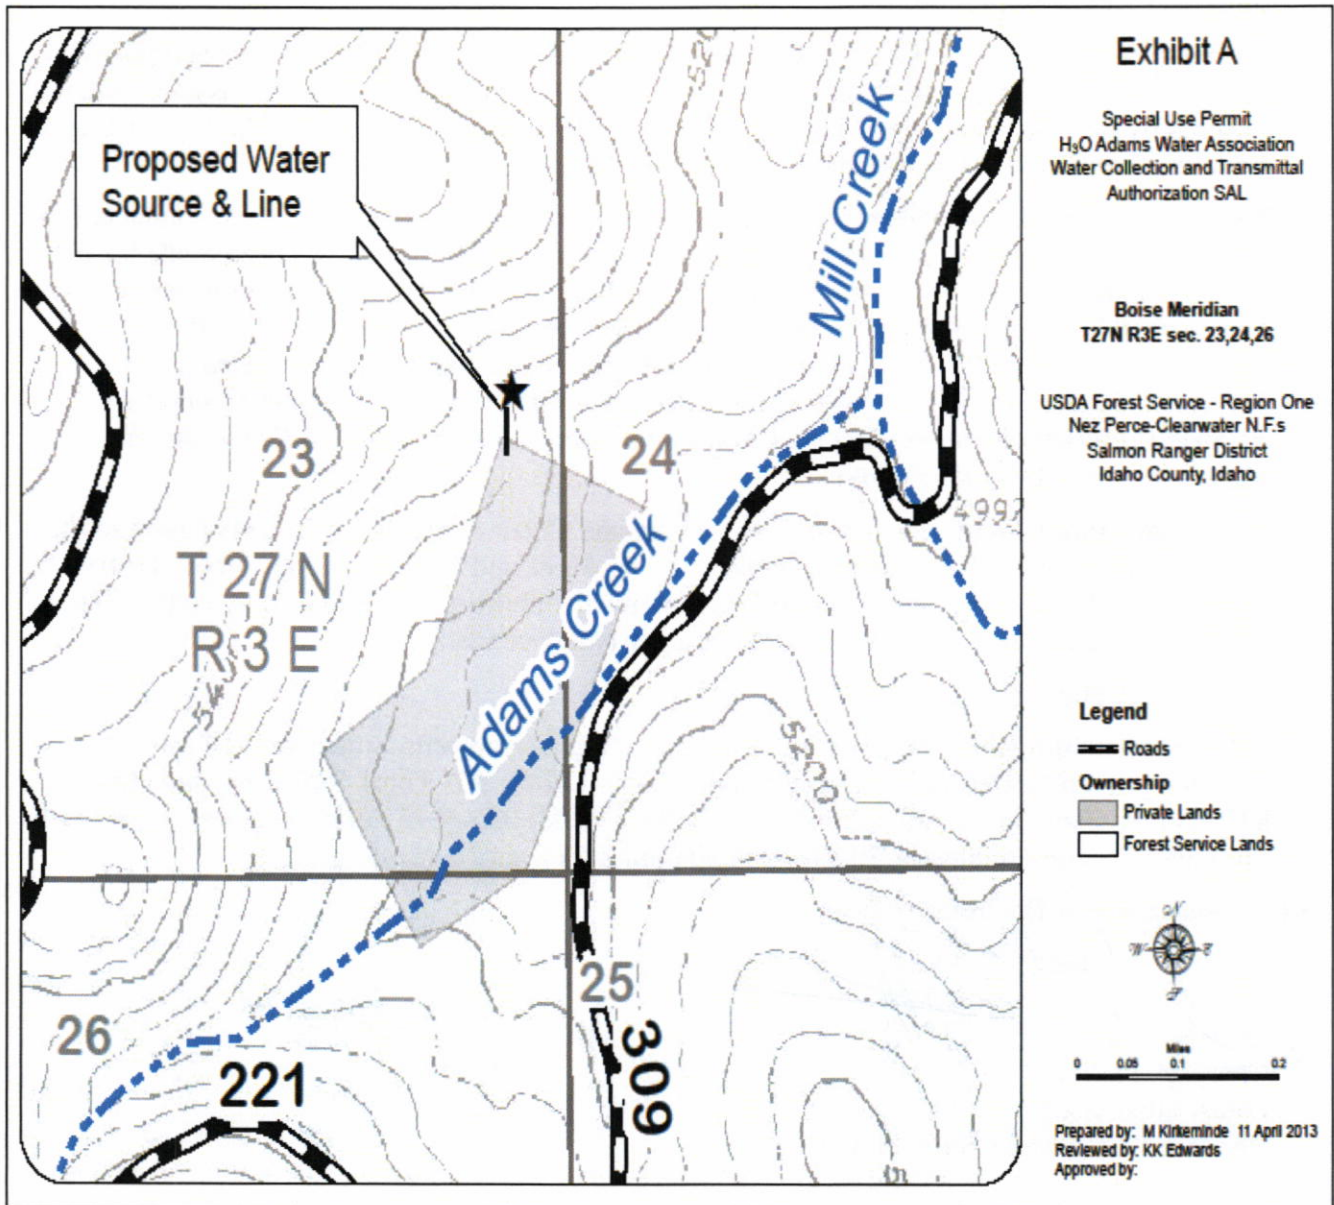 Exhibit A
Special Use Permit
H₃O Adams Water Association
Water Collection and Transmittal
Authorization SAL
Boise Meridian
T27N R3E sec. 23,24,26
USDA Forest Service - Region One
Nez Perce-Clearwater N.F.s
Salmon Ranger District
Idaho County, Idaho
Proposed Water
Source & Line
Mill Creek
23
24
T 27 N
R 3 E
Adams Creek
5200
25
26
221
309
Legend
Roads
Ownership
Private Lands
Forest Service Lands
N
W
E
S
Miles
0 0.05 0.1 0.2
Prepared by: M Kirkeminde 11 April 2013
Reviewed by: KK Edwards
Approved by: